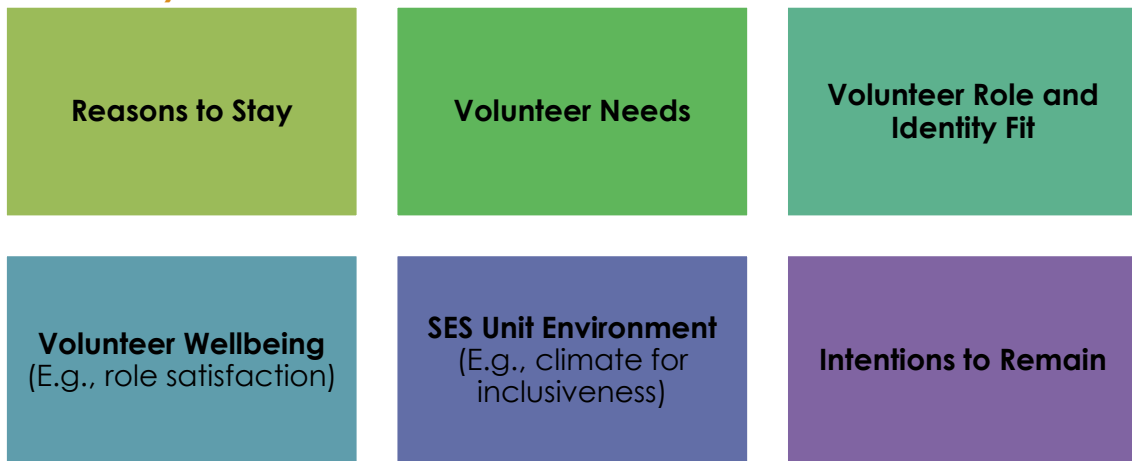 Reasons to Stay
Volunteer Needs
Volunteer Role and
Identity Fit
Volunteer Wellbeing
(E.g., role satisfaction)
SES Unit Environment
(E.g., climate for
inclusiveness)
Intentions to Remain